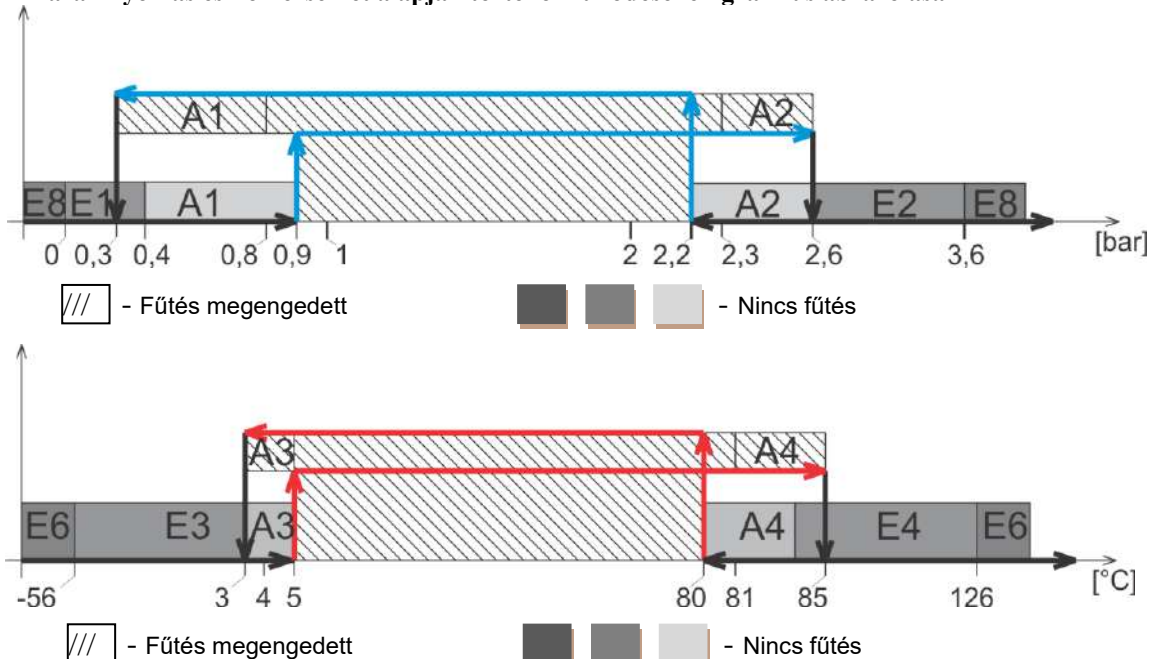 E8 E1 A1 A1 A2 A2 E2 E8
0 0,3 0,4 0,8 0,9 1 2 2,2 2,3 2,6 3,6 [bar]
/// - Fűtés megengedett - Nincs fűtés
E6 E3 A3 A3 A4 A4 E4 E6
-56 3 4 5 80 81 85 126 [°C]
/// - Fűtés megengedett - Nincs fűtés